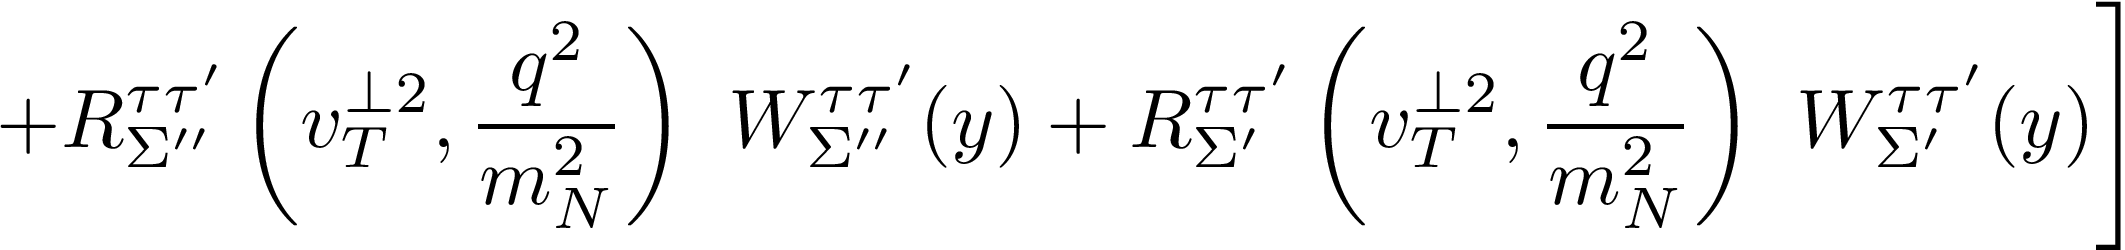 $+R_{\Sigma''}^{\tau\tau'}\left(v_T^{\perp 2},\frac{q^2}{m_N^2}\right)\ W_{\Sigma''}^{\tau\tau'}(y)+R_{\Sigma'}^{\tau\tau'}\left(v_T^{\perp 2},\frac{q^2}{m_N^2}\right)\ W_{\Sigma'}^{\tau\tau'}(y)\Big]$